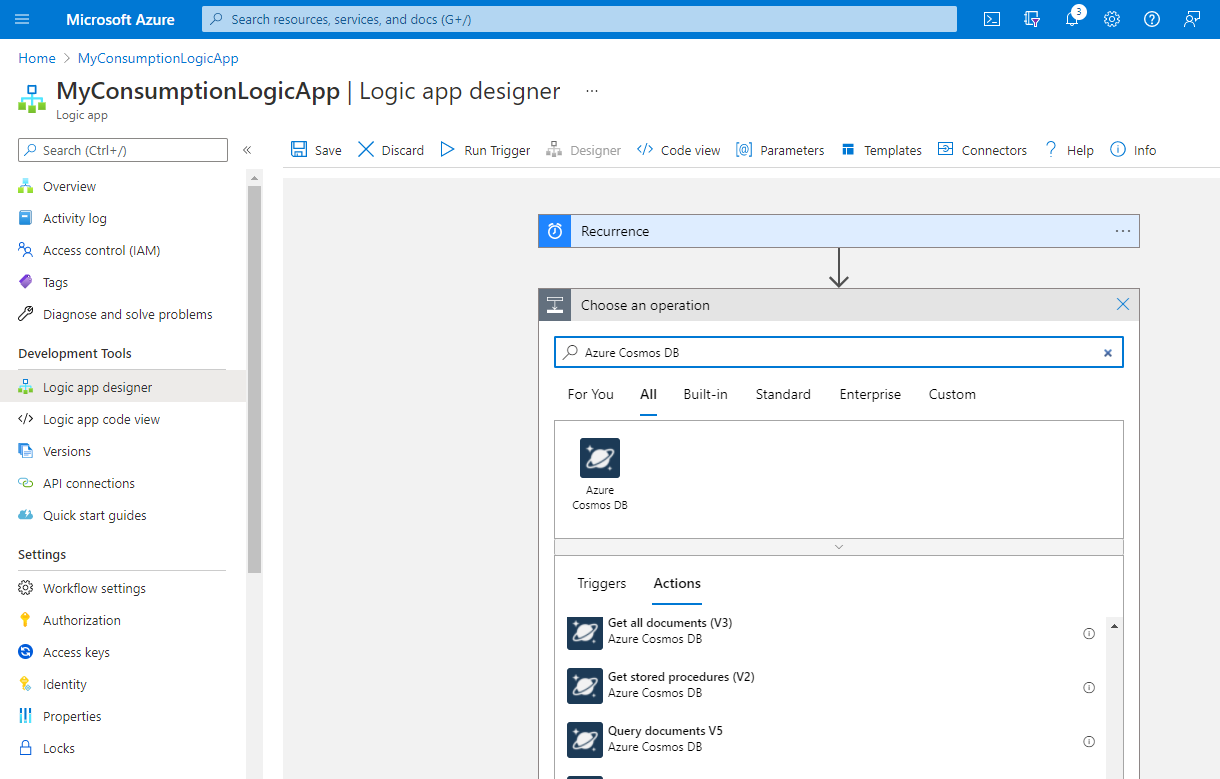 Microsoft Azure
Search resources, services, and docs (G+/)
3
Home > MyConsumptionLogicApp
MyConsumptionLogicApp | Logic app designer ...
Logic app
Search (Ctrl+/)
«
Save
Discard
Run Trigger
Designer
Code view
Parameters
Templates
Connectors
Help
Info
Overview
Activity log
Access control (IAM)
Tags
Diagnose and solve problems
Development Tools
Logic app designer
Logic app code view
Versions
API connections
Quick start guides
Settings
Workflow settings
Authorization
Access keys
Identity
Properties
Locks
Recurrence
Choose an operation
Azure Cosmos DB
For You
All
Built-in
Standard
Enterprise
Custom
Azure
Cosmos DB
Triggers
Actions
Get all documents (V3)
Azure Cosmos DB
Get stored procedures (V2)
Azure Cosmos DB
Query documents V5
Azure Cosmos DB